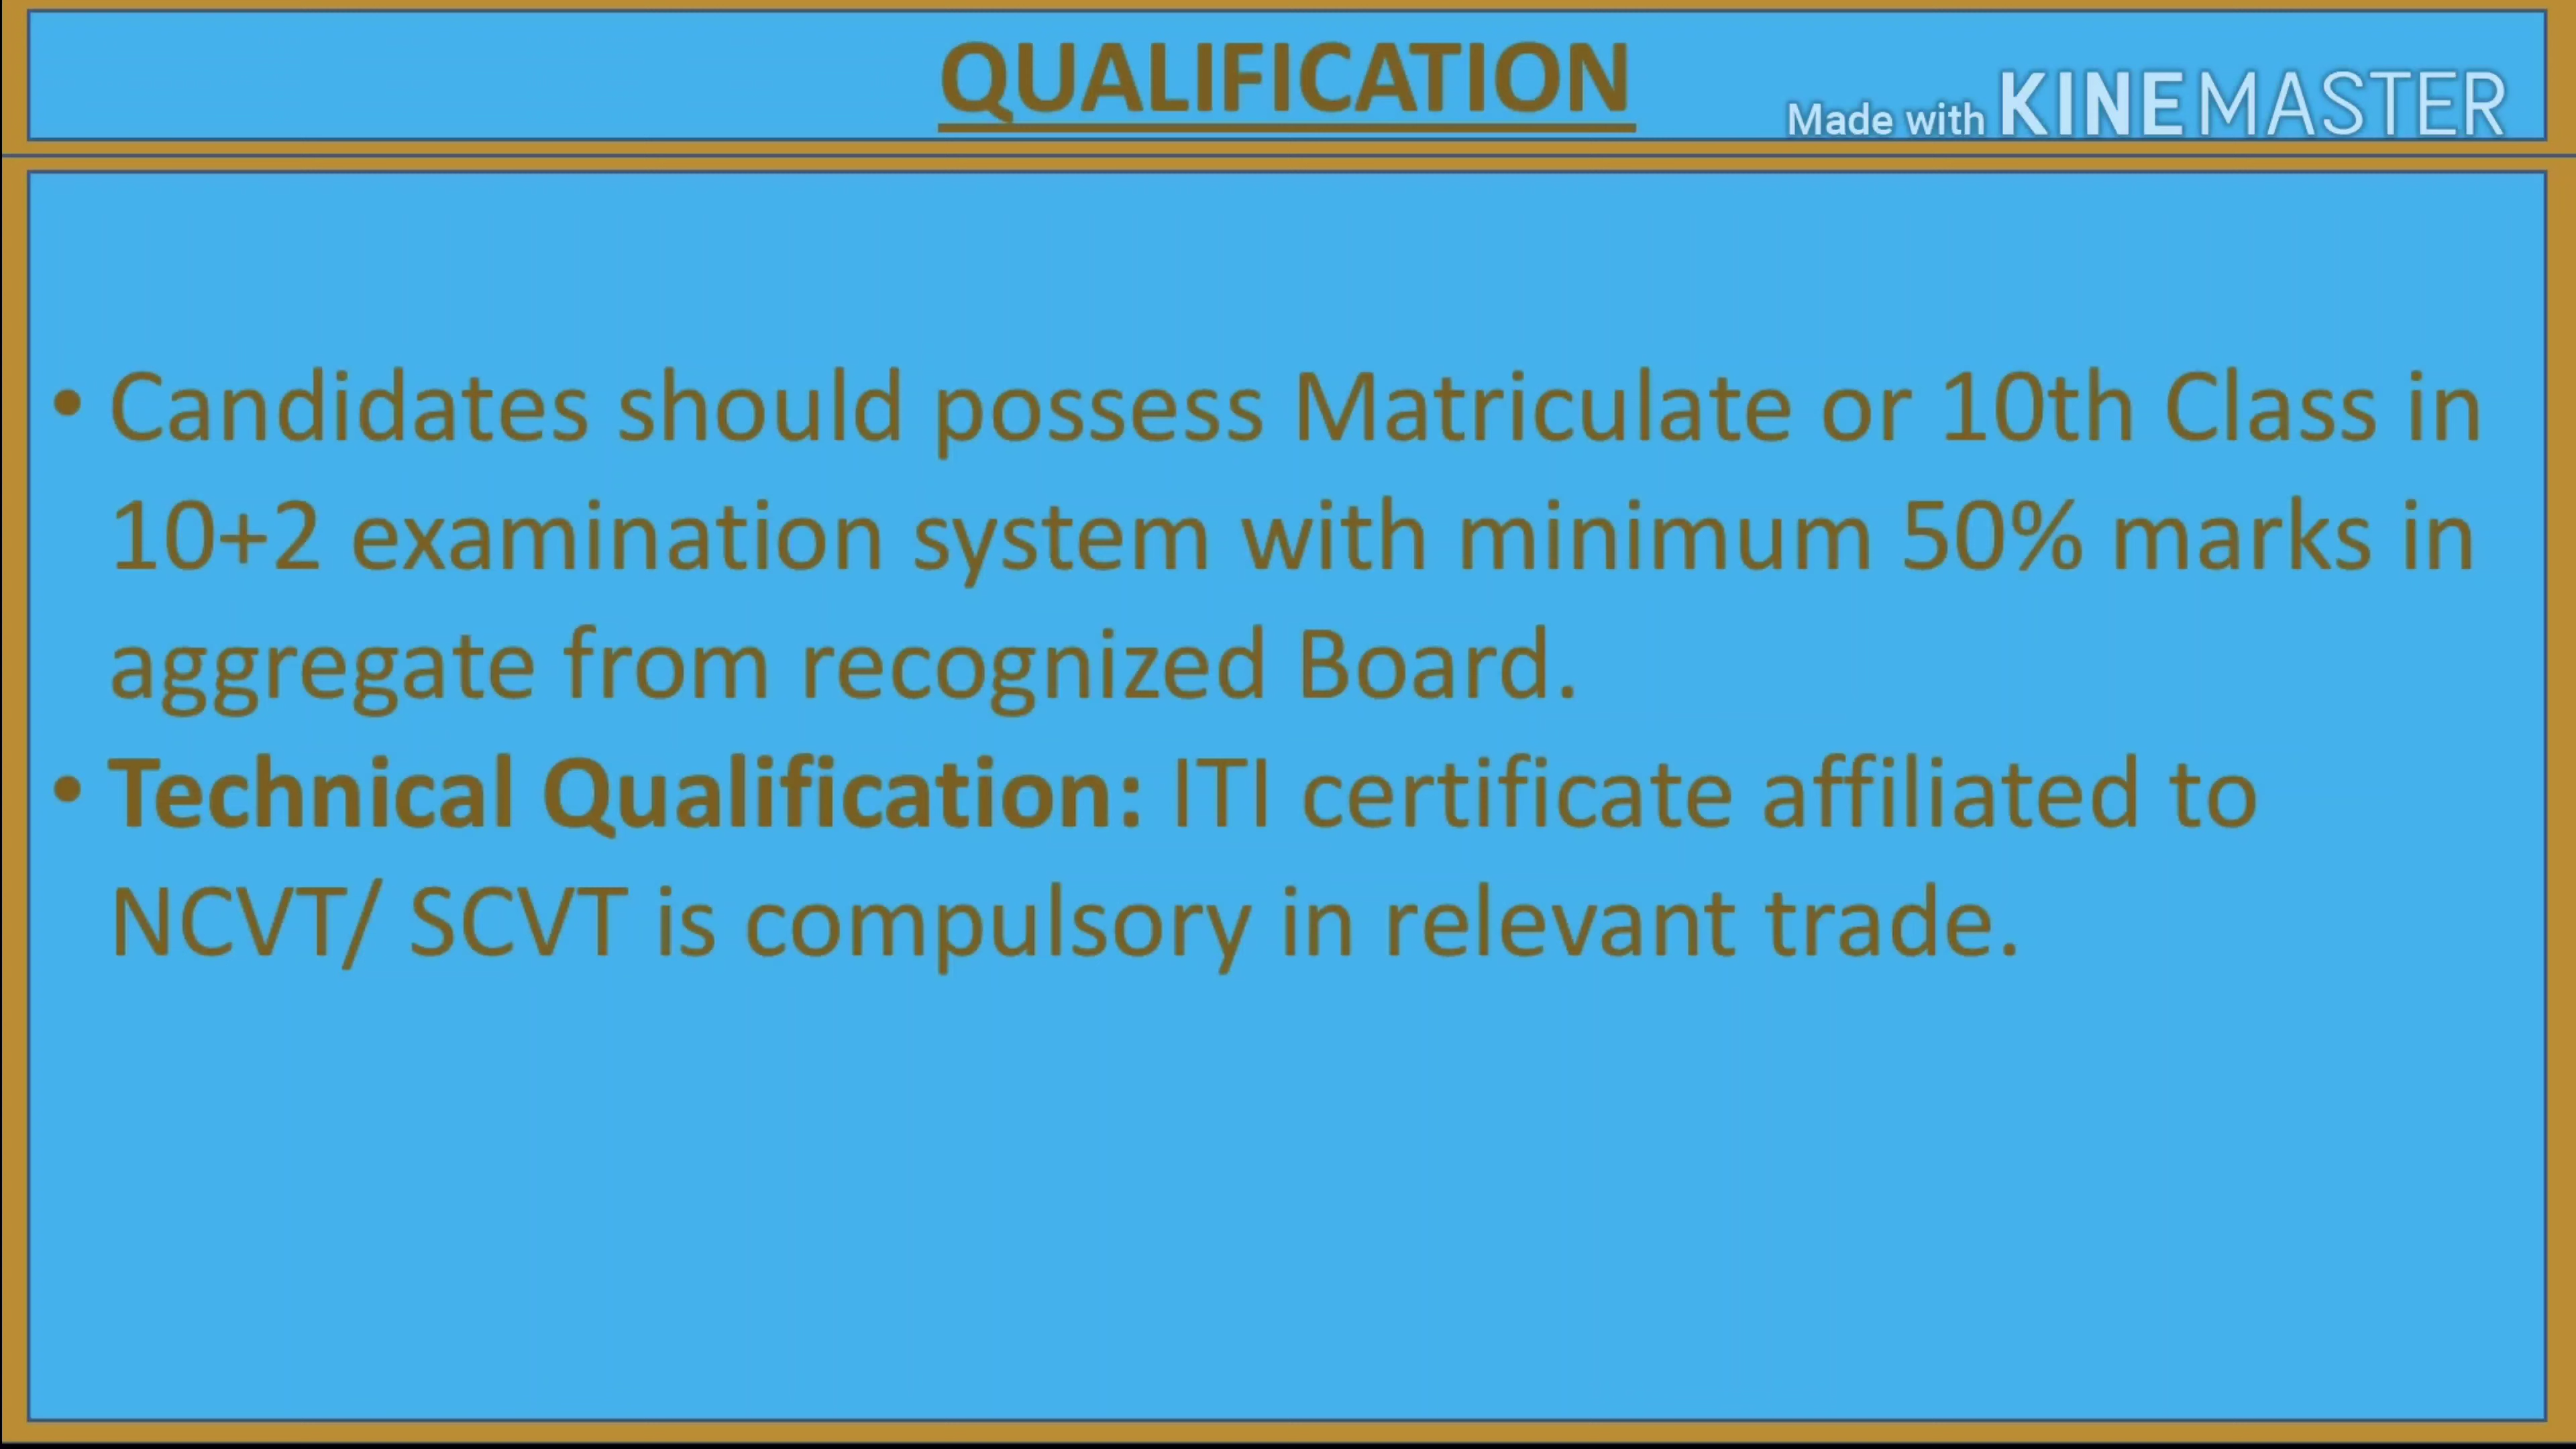 QUALIFICATION
Made with KINEMASTER
• Candidates should possess Matriculate or 10th Class in
10+2 examination system with minimum 50% marks in
aggregate from recognized Board.
• Technical Qualification: ITI certificate affiliated to
NCVT/ SCVT is compulsory in relevant trade.